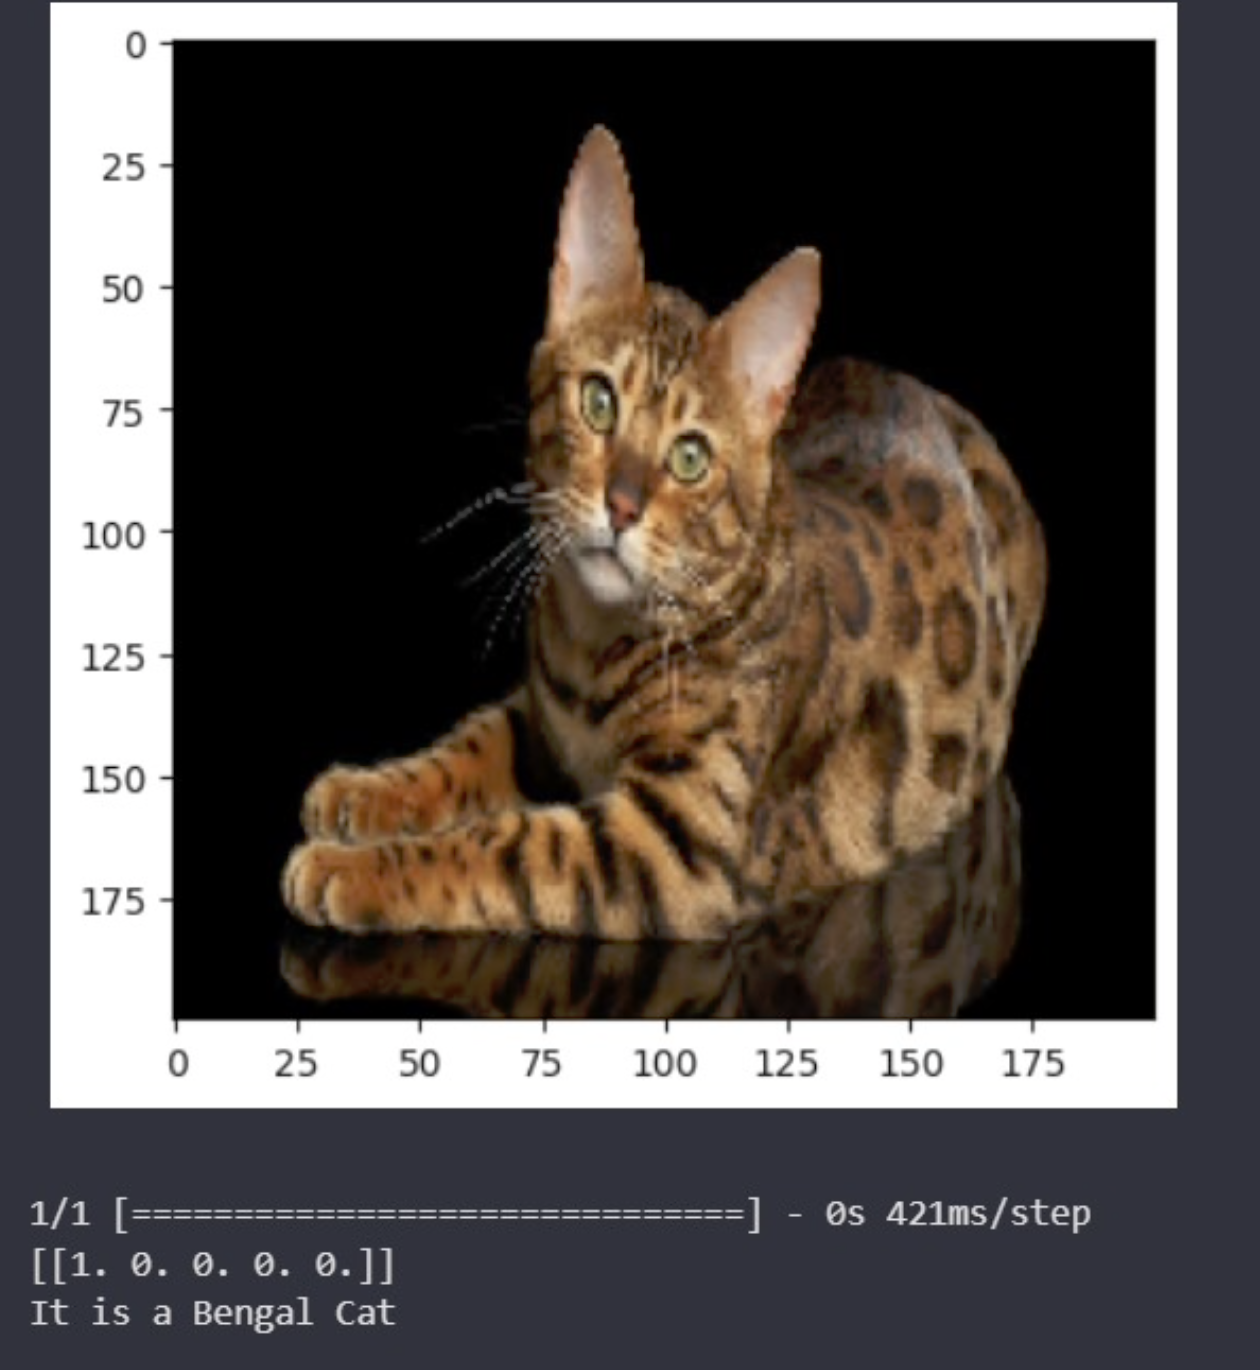 0
25
50
75
100
125
150
175
0 25 50 75 100 125 150 175
1/1 [==============================] - 0s 421ms/step
[[1. 0. 0. 0. 0.]]
It is a Bengal Cat